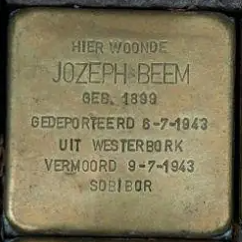 HIER WOONDE
JOZEPH BEEM
GEB. 1899
GEDEPORTEERD 6-7-1943
UIT WESTERBORK
VERMOORD 9-7-1943
SOBIBOR